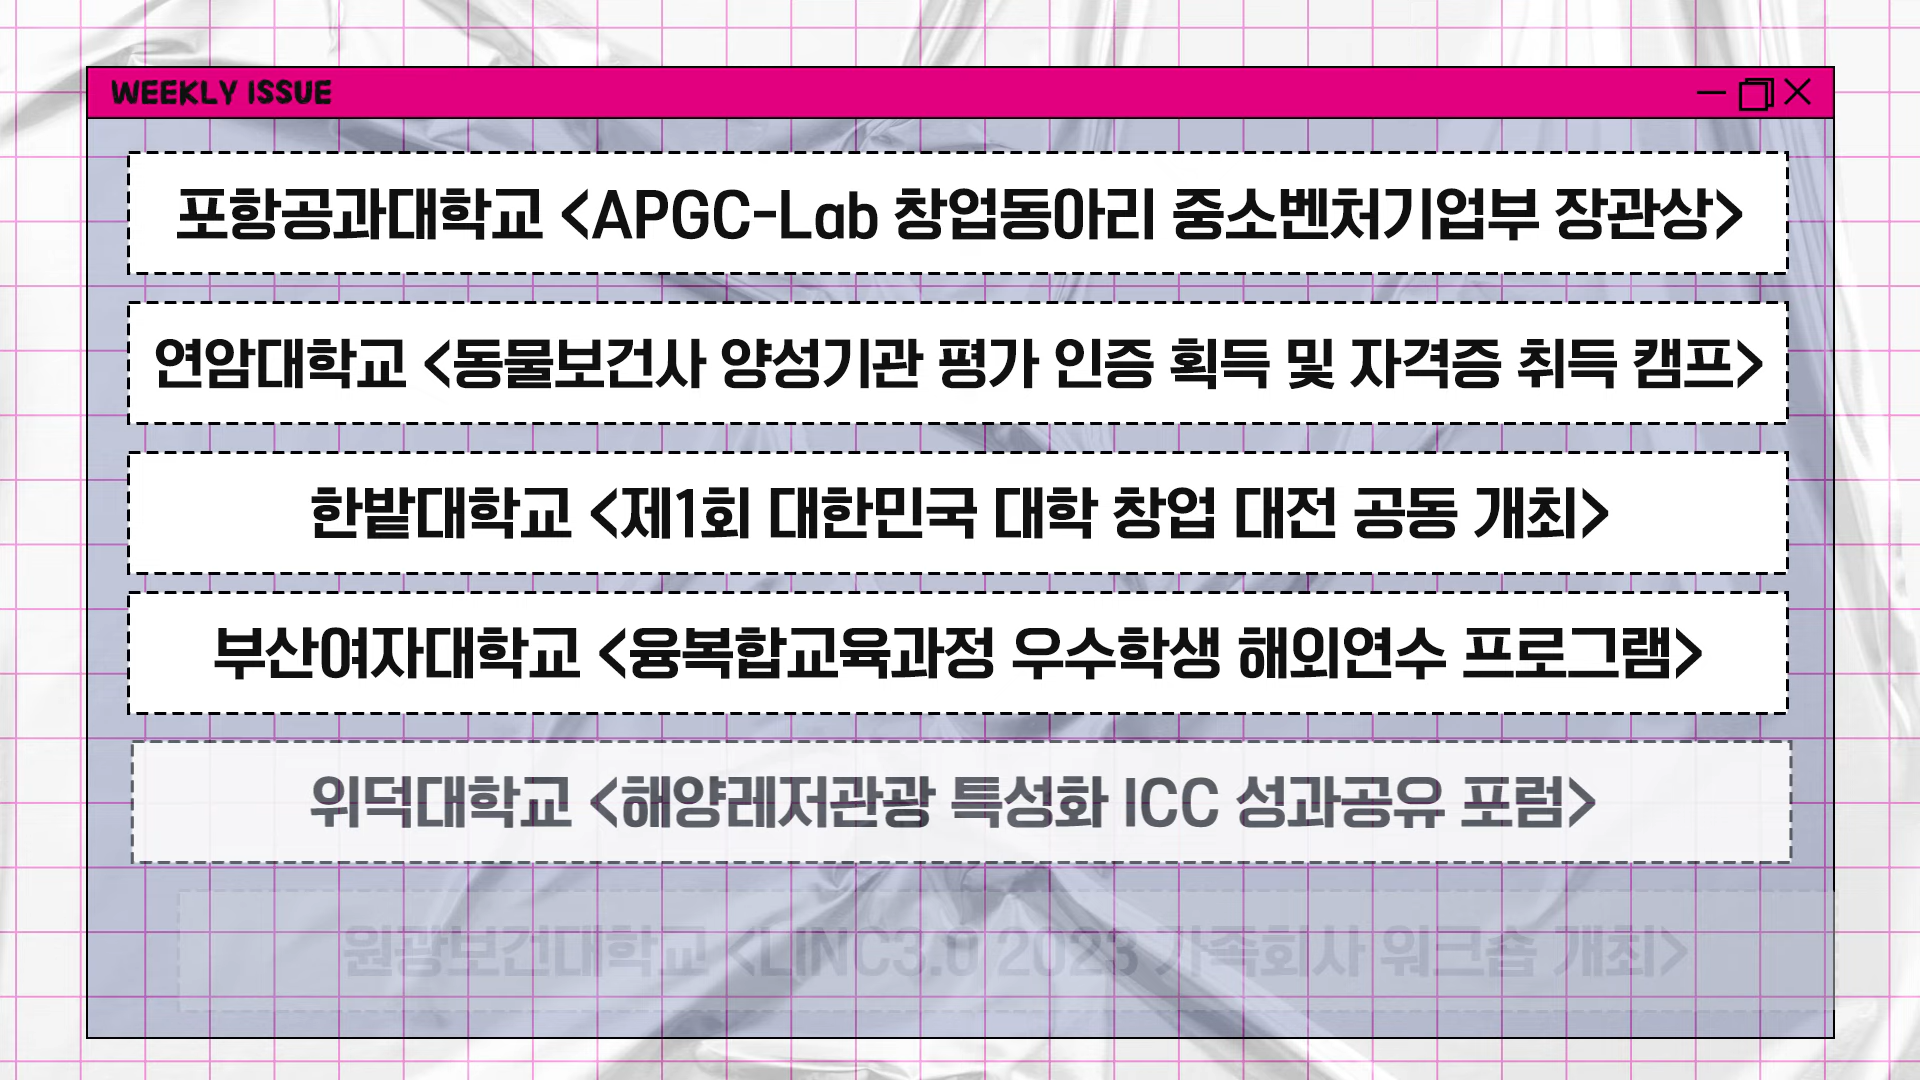 WEEKLY ISSUE
포항공과대학교 <APGC-Lab 창업동아리 중소벤처기업부 장관상>
연암대학교 <동물보건사 양성기관 평가 인증 획득 및 자격증 취득 캠프>
한밭대학교 <제1회 대한민국 대학 창업 대전 공동 개최>
부산여자대학교 <융복합교육과정 우수학생 해외연수 프로그램>
위덕대학교 <해양레저관광 특성화 ICC 성과공유 포럼>
원광보건대학교 <LINC3.0 2023 가족회사 워크숍 개최>